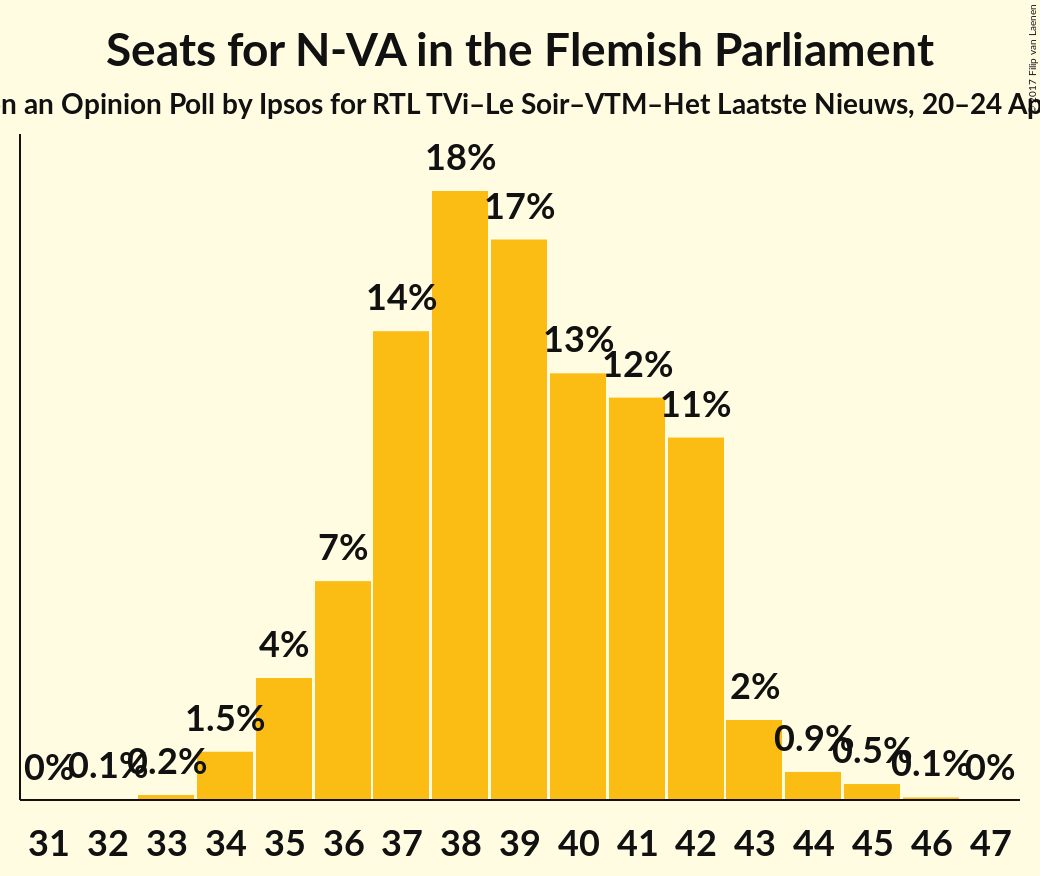 Seats for N-VA in the Flemish Parliament
n an Opinion Poll by Ipsos for RTL TVi–Le Soir–VTM–Het Laatste Nieuws, 20–24 Ap
© 2017 Filip van Laenen
18%
17%
14%
13%
12%
11%
7%
4%
2%
1.5%
0.9%
0.5%
0% 0.1% 0.2% 0.1% 0%
31 32 33 34 35 36 37 38 39 40 41 42 43 44 45 46 47